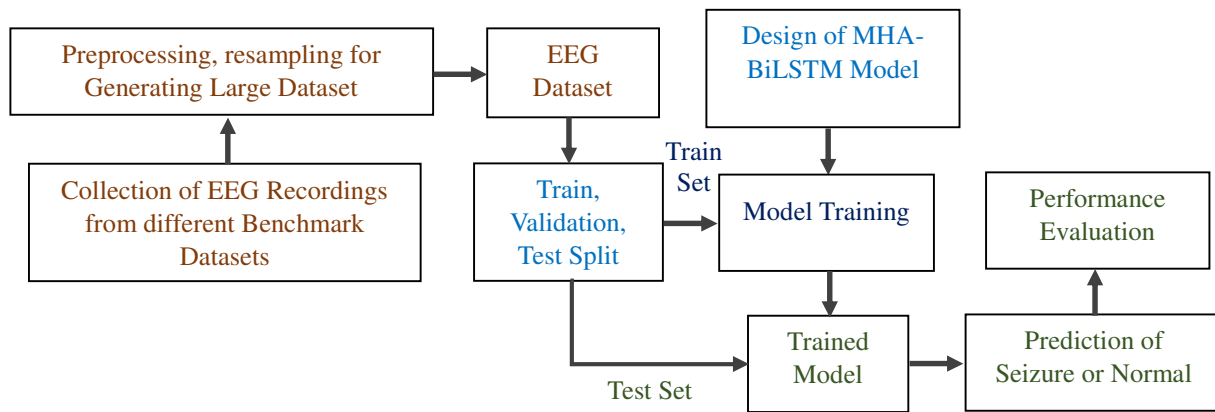 Preprocessing, resampling for
Generating Large Dataset
EEG
Dataset
Design of MHA-
BiLSTM Model
Collection of EEG Recordings
from different Benchmark
Datasets
Train,
Validation,
Test Split
Train
Set
Model Training
Performance
Evaluation
Test Set
Trained
Model
Prediction of
Seizure or Normal